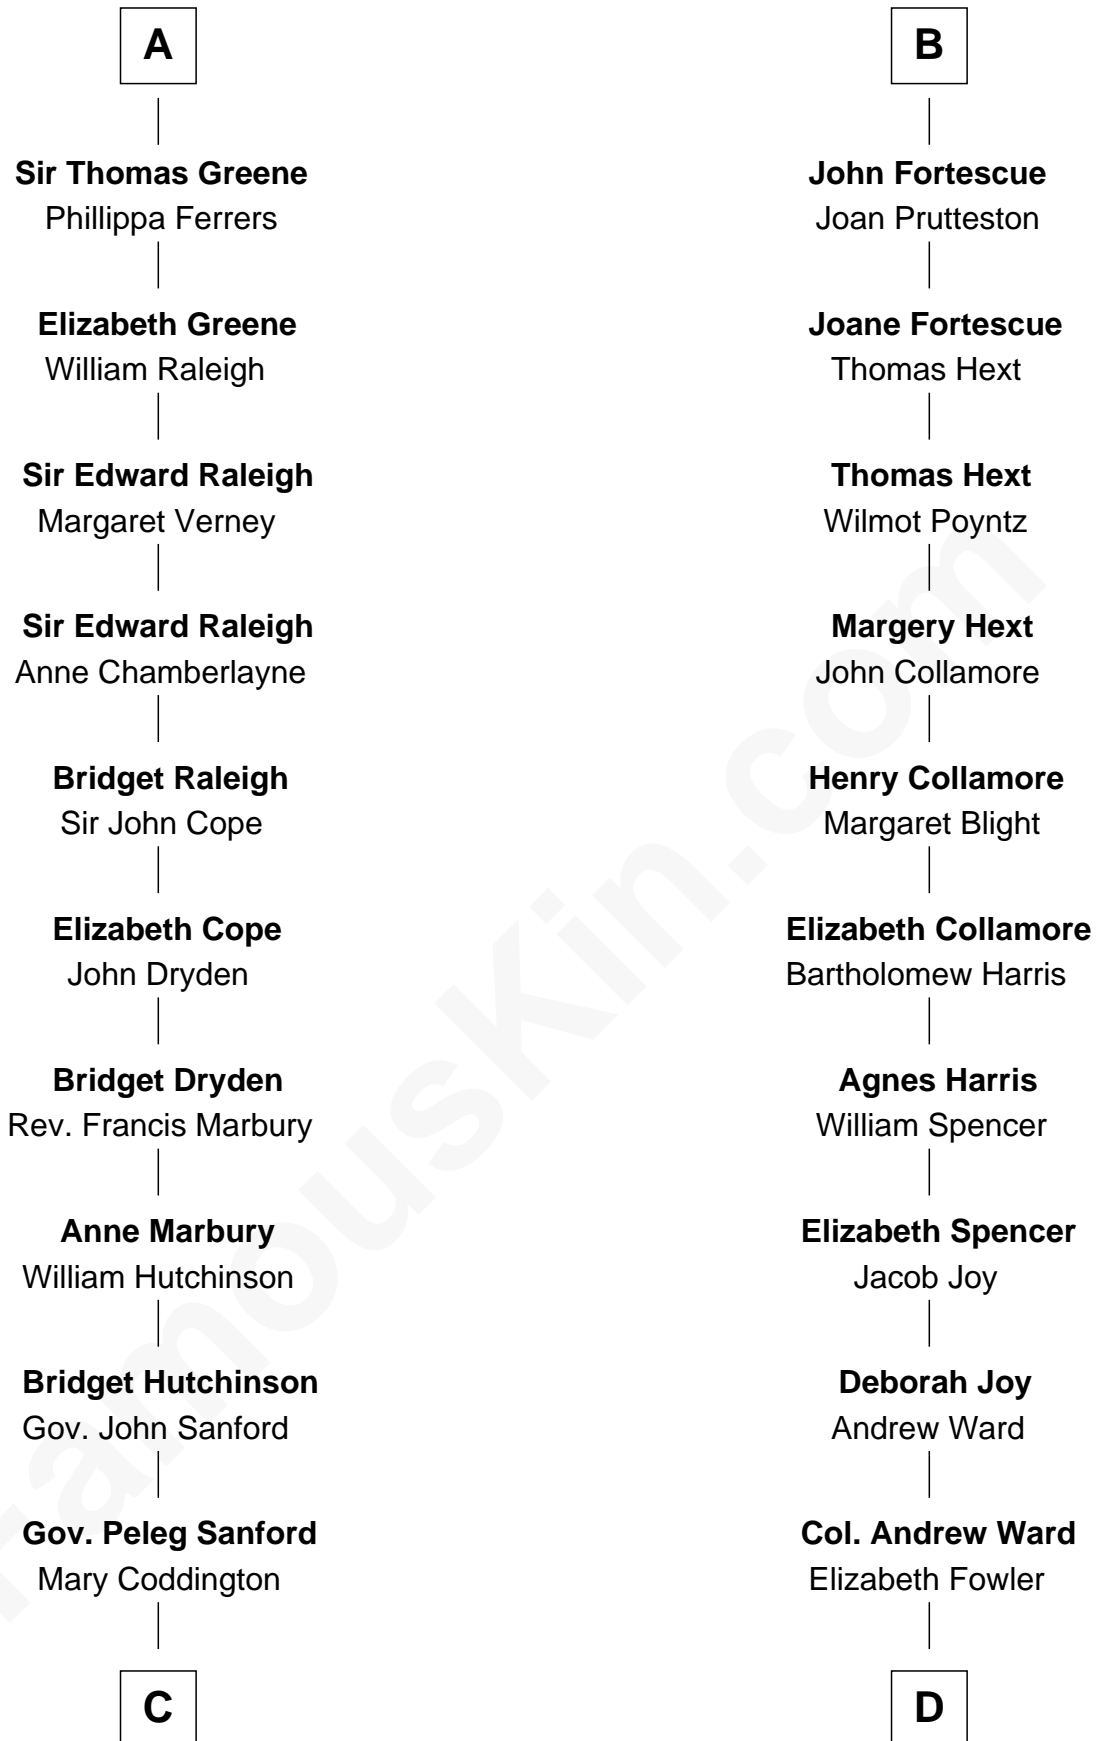 A
Sir Thomas Greene
Phillippa Ferrers
Elizabeth Greene
William Raleigh
Sir Edward Raleigh
Margaret Verney
Sir Edward Raleigh
Anne Chamberlayne
Bridget Raleigh
Sir John Cope
Elizabeth Cope
John Dryden
Bridget Dryden
Rev. Francis Marbury
Anne Marbury
William Hutchinson
Bridget Hutchinson
Gov. John Sanford
Gov. Peleg Sanford
Mary Coddington
C
B
John Fortescue
Joan Prutteston
Joane Fortescue
Thomas Hext
Thomas Hext
Wilmot Poyntz
Margery Hext
John Collamore
Henry Collamore
Margaret Blight
Elizabeth Collamore
Bartholomew Harris
Agnes Harris
William Spencer
Elizabeth Spencer
Jacob Joy
Deborah Joy
Andrew Ward
Col. Andrew Ward
Elizabeth Fowler
D
FamousKin.com